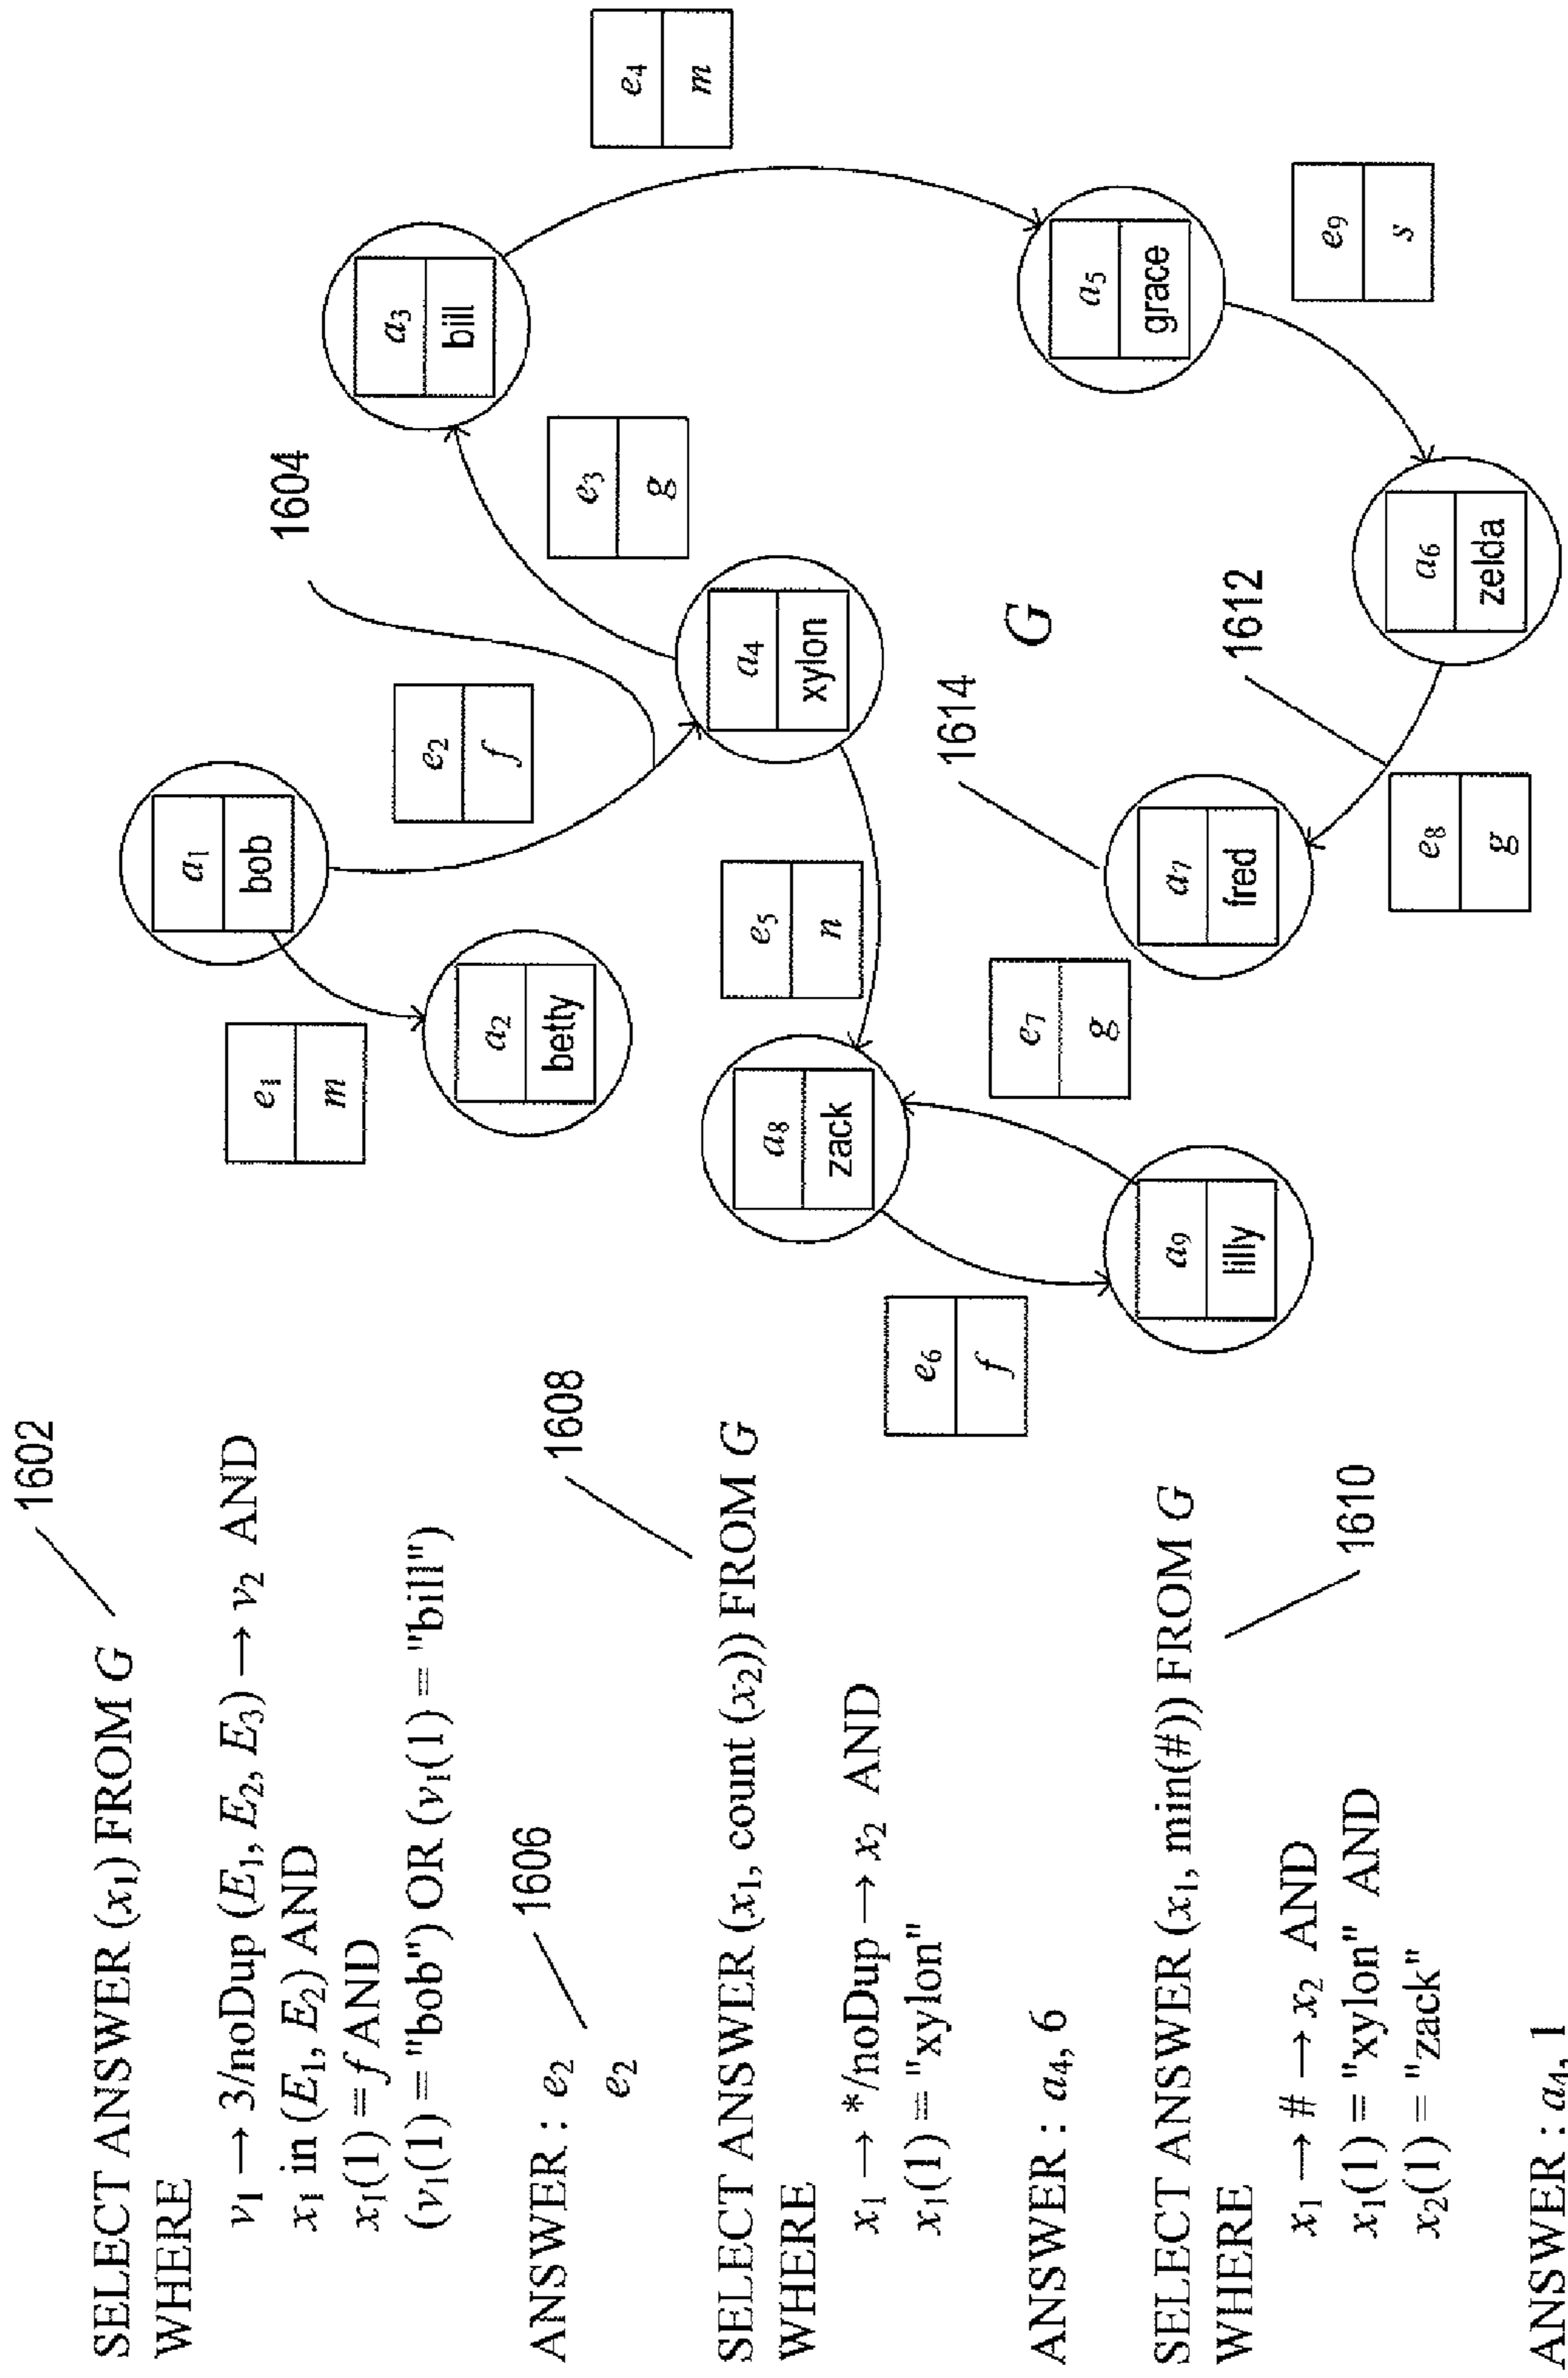 SELECT ANSWER (x₁) FROM G
1602
WHERE
v₁ → 3/noDup (E₁, E₂, E₃) → v₂ AND
x₁ in (E₁, E₂) AND
x₁(1) = f AND
(v₁(1) = "bob") OR (v₁(1) = "bill")
ANSWER : e₂
e₂
1606
SELECT ANSWER (x₁, count (x₂)) FROM G
1608
WHERE
x₁ → */noDup → x₂ AND
x₁(1) = "xylon"
ANSWER : a₄, 6
SELECT ANSWER (x₁, min(#)) FROM G
1610
WHERE
x₁ → # → x₂ AND
x₁(1) = "xylon" AND
x₂(1) = "zack"
ANSWER : a₄, 1
e₁
m
a₁
bob
a₂
betty
e₂
f
1604
a₃
bill
e₃
g
e₄
m
a₄
xylon
e₅
n
a₈
zack
e₆
f
a₉
lilly
e₇
g
1614
G
a₇
fred
a₅
grace
1612
e₈
g
a₆
zelda
e₉
s